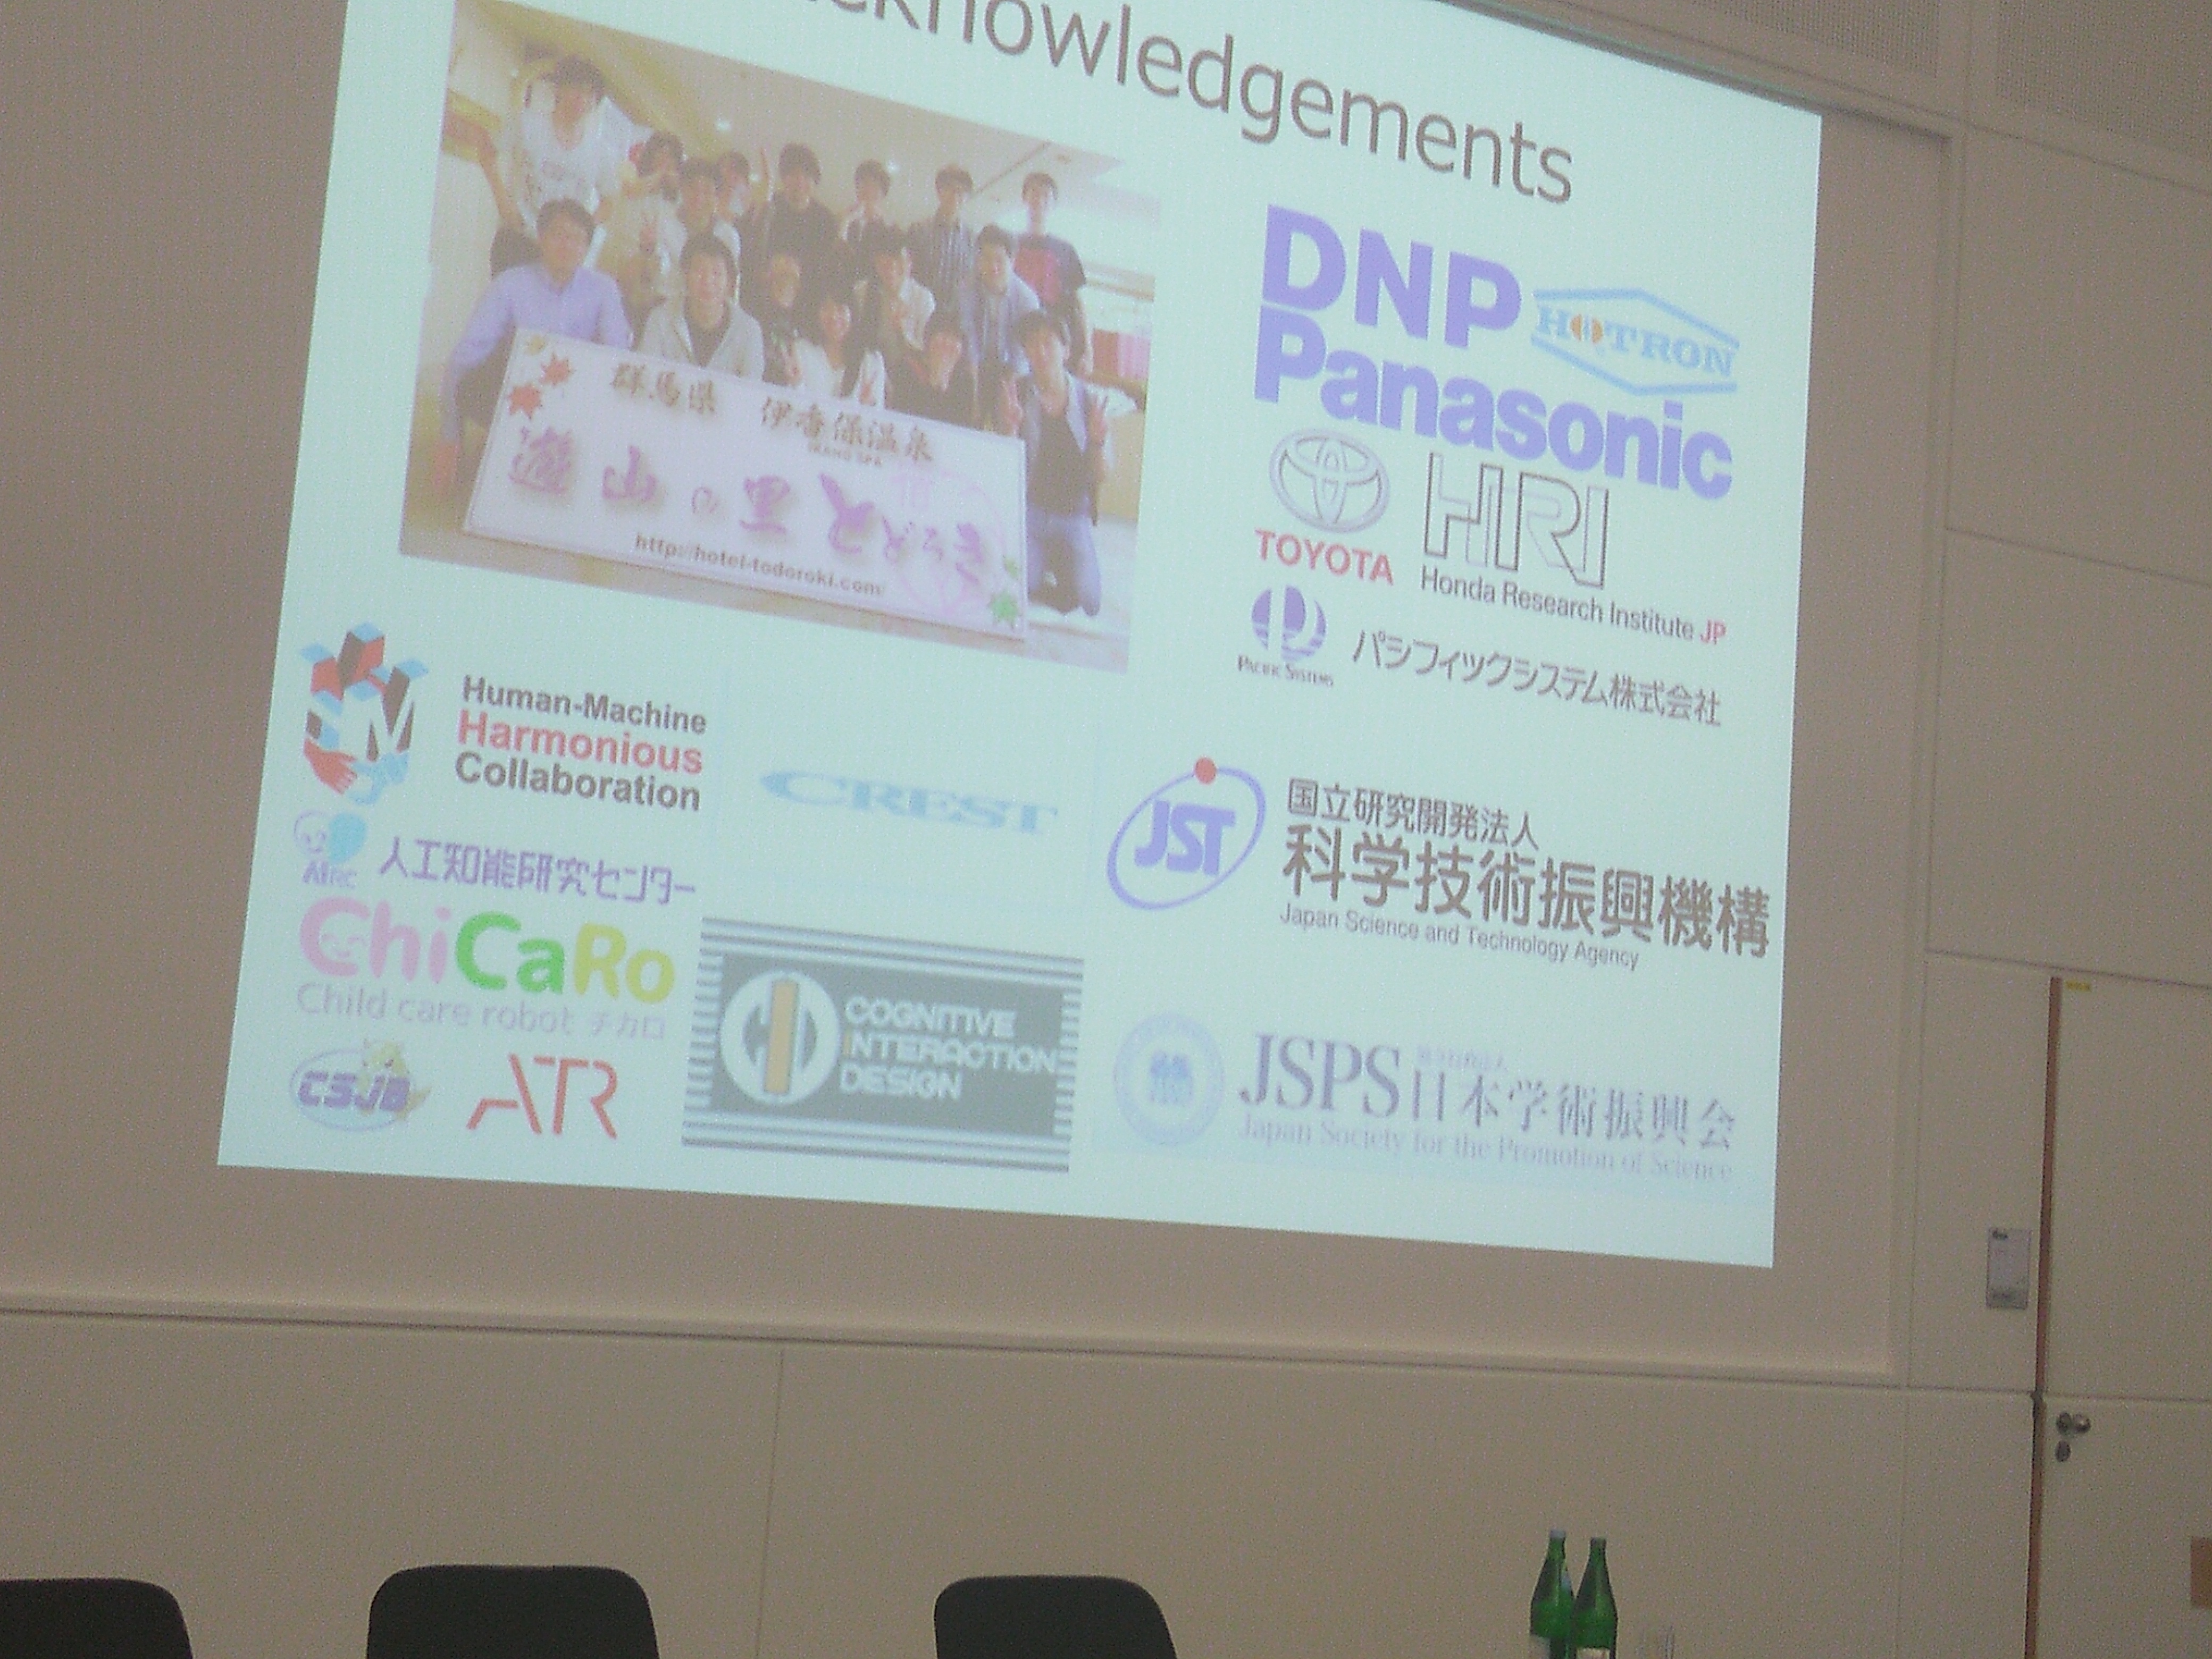 cknowledgements
群馬県 伊香保温泉
IKAHO SPA
遊山の里とどろき
http://hotel-todoroki.com/
DNP
HOTRON
Panasonic
TOYOTA
HRI
Honda Research Institute JP
PACIFIC SYSTEMS
パシフィックシステム株式会社
Human-Machine
Harmonious
Collaboration
CREST
JST
国立研究開発法人
科学技術振興機構
Japan Science and Technology Agency
AIRC
人工知能研究センター
ChiCaRo
Child care robot チカロ
CSJB
ATR
COGNITIVE
INTERACTION
DESIGN
JSPS 日本学術振興会
Japan Society for the Promotion of Science